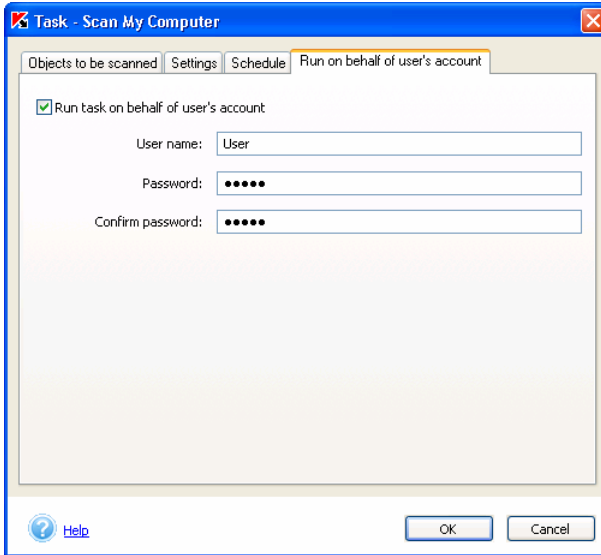 Task - Scan My Computer
Objects to be scanned Settings Schedule Run on behalf of user's account
Run task on behalf of user's account
User name: User
Password: •••••
Confirm password: •••••
Help OK Cancel